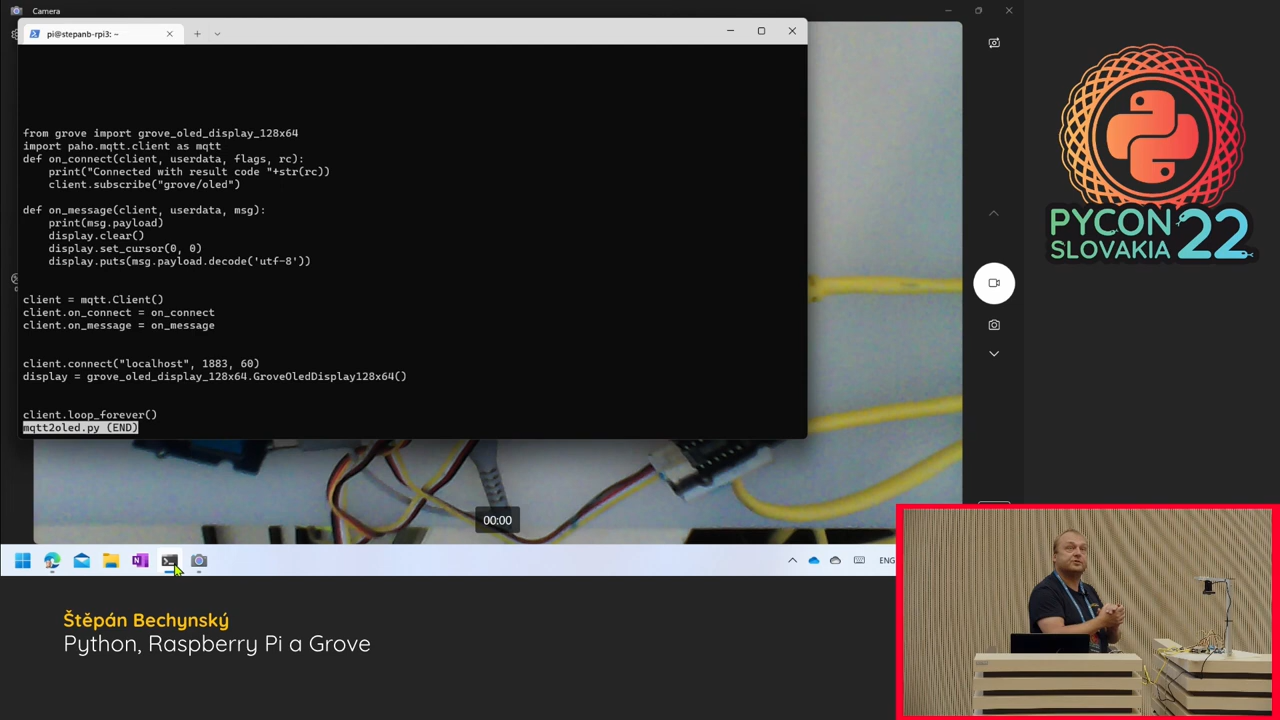 Camera
pi@stepanb-rpi3: ~
from grove import grove_oled_display_128x64
import paho.mqtt.client as mqtt
def on_connect(client, userdata, flags, rc):
    print("Connected with result code "+str(rc))
    client.subscribe("grove/oled")
def on_message(client, userdata, msg):
    print(msg.payload)
    display.clear()
    display.set_cursor(0, 0)
    display.puts(msg.payload.decode('utf-8'))
client = mqtt.Client()
client.on_connect = on_connect
client.on_message = on_message
client.connect("localhost", 1883, 60)
display = grove_oled_display_128x64.GroveOledDisplay128x64()
client.loop_forever()
mqtt2oled.py (END)
00:00
ENG
PYCON
SLOVAKIA
22
Štěpán Bechynský
Python, Raspberry Pi a Grove